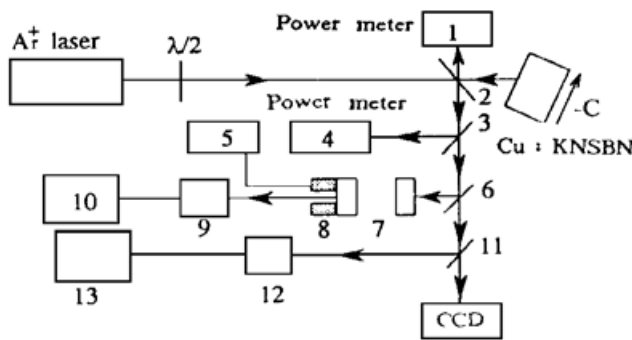 Power meter
1
Ar+ laser
λ/2
2
-C
Power meter
3
Cu : KNSBN
5
4
6
10
9
8
7
11
13
12
CCD